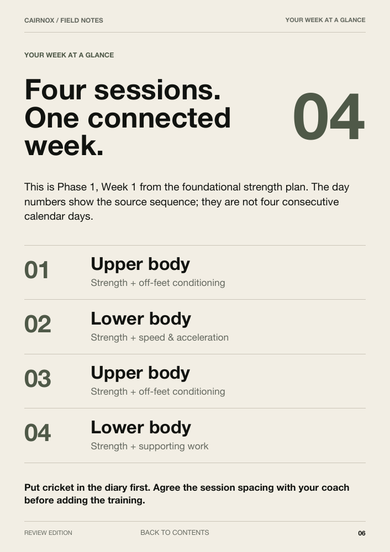 CAIRNOX / FIELD NOTES
YOUR WEEK AT A GLANCE
YOUR WEEK AT A GLANCE
Four sessions.
One connected
week.
04
This is Phase 1, Week 1 from the foundational strength plan. The day
numbers show the source sequence; they are not four consecutive
calendar days.
01
Upper body
Strength + off-feet conditioning
02
Lower body
Strength + speed & acceleration
03
Upper body
Strength + off-feet conditioning
04
Lower body
Strength + supporting work
Put cricket in the diary first. Agree the session spacing with your coach
before adding the training.
REVIEW EDITION
BACK TO CONTENTS
06